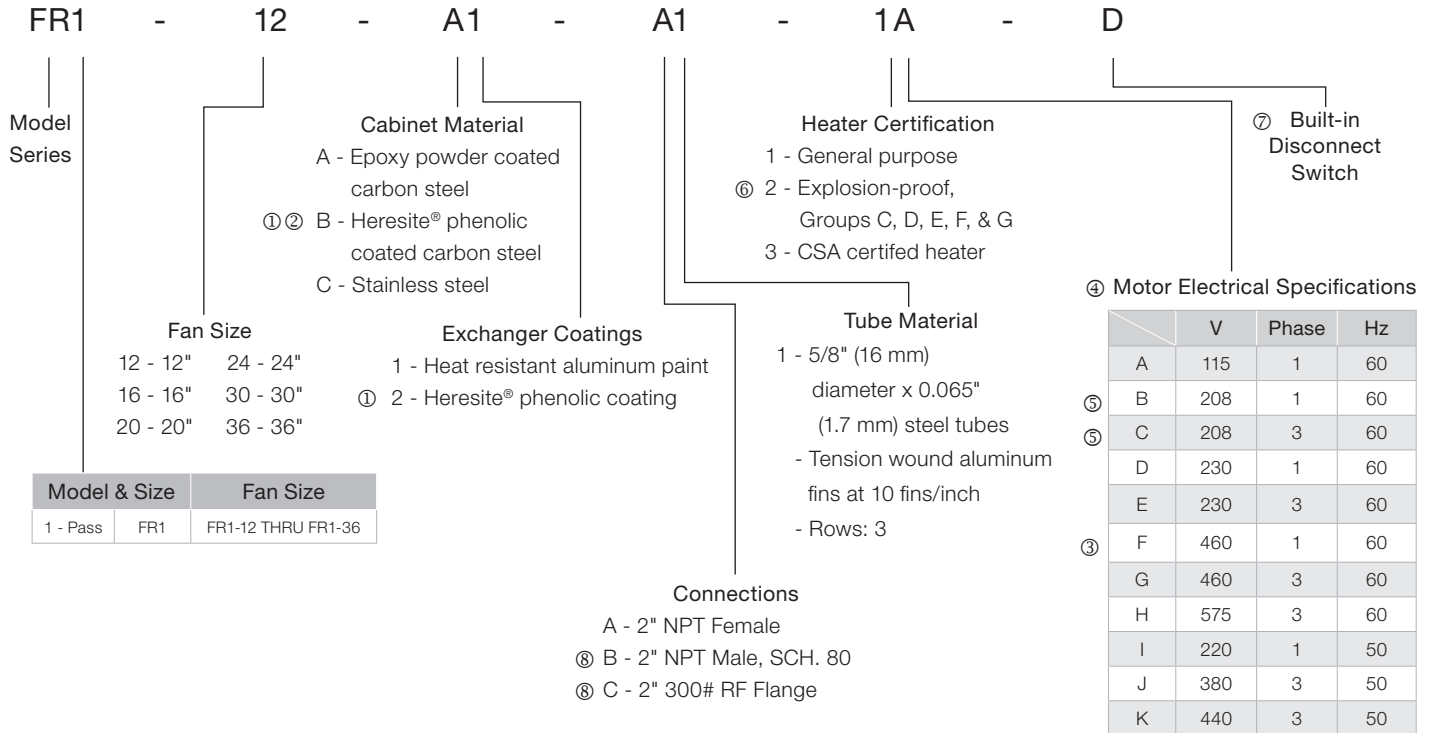 FR1 - 12 - A1 - A1 - 1A - D
Model
Series
Fan Size
12 - 12" 24 - 24"
16 - 16" 30 - 30"
20 - 20" 36 - 36"
Model & Size Fan Size
1 - Pass FR1 FR1-12 THRU FR1-36
Cabinet Material
A - Epoxy powder coated
carbon steel
①② B - Heresite® phenolic
coated carbon steel
C - Stainless steel
Exchanger Coatings
1 - Heat resistant aluminum paint
① 2 - Heresite® phenolic coating
Connections
A - 2" NPT Female
⑧ B - 2" NPT Male, SCH. 80
⑧ C - 2" 300# RF Flange
Heater Certification
1 - General purpose
⑥ 2 - Explosion-proof,
Groups C, D, E, F, & G
3 - CSA certifed heater
Tube Material
1 - 5/8" (16 mm)
diameter x 0.065"
(1.7 mm) steel tubes
- Tension wound aluminum
fins at 10 fins/inch
- Rows: 3
⑦ Built-in
Disconnect
Switch
④ Motor Electrical Specifications
V Phase Hz
A 115 1 60
⑤ B 208 1 60
⑤ C 208 3 60
D 230 1 60
E 230 3 60
③ F 460 1 60
G 460 3 60
H 575 3 60
I 220 1 50
J 380 3 50
K 440 3 50